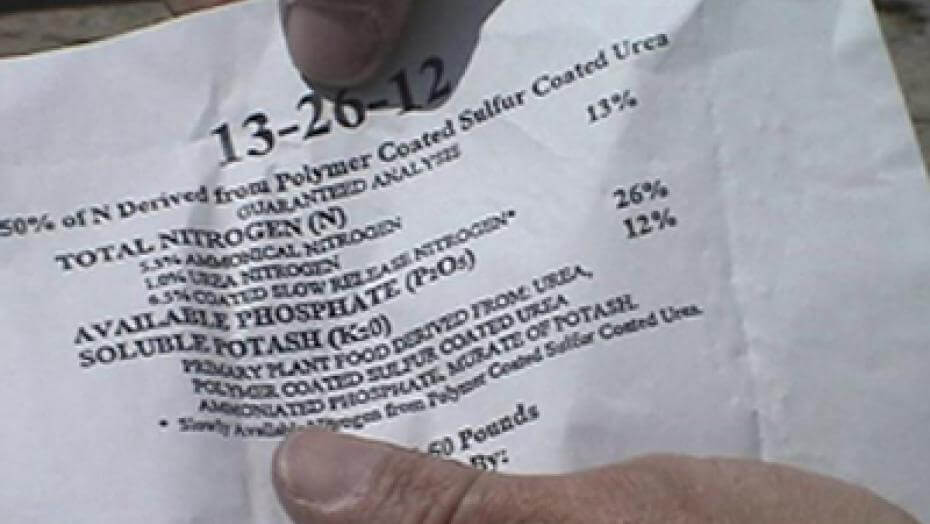 13-26-12
50% of N Derived from Polymer Coated Sulfur Coated Urea
GUARANTEED ANALYSIS
TOTAL NITROGEN (N) 13%
5.5% AMMONICAL NITROGEN
1.0% UREA NITROGEN
6.5% COATED SLOW RELEASE NITROGEN*
AVAILABLE PHOSPHATE (P₂O₅) 26%
SOLUBLE POTASH (K₂0) 12%
PRIMARY PLANT FOOD DERIVED FROM: UREA,
POLYMER COATED SULFUR COATED UREA
AMMONIATED PHOSPHATE, MURATE OF POTASH.
* Slowly Available Nitrogen from Polymer Coated Sulfur Coated Urea.
50 Pounds
By: